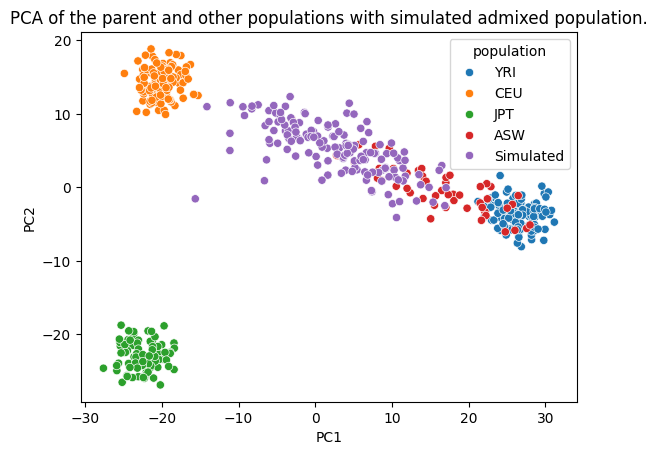 PCA of the parent and other populations with simulated admixed population.
population
YRI
CEU
JPT
ASW
Simulated
20
10
0
−10
−20
PC2
−30
−20
−10
0
10
20
30
PC1